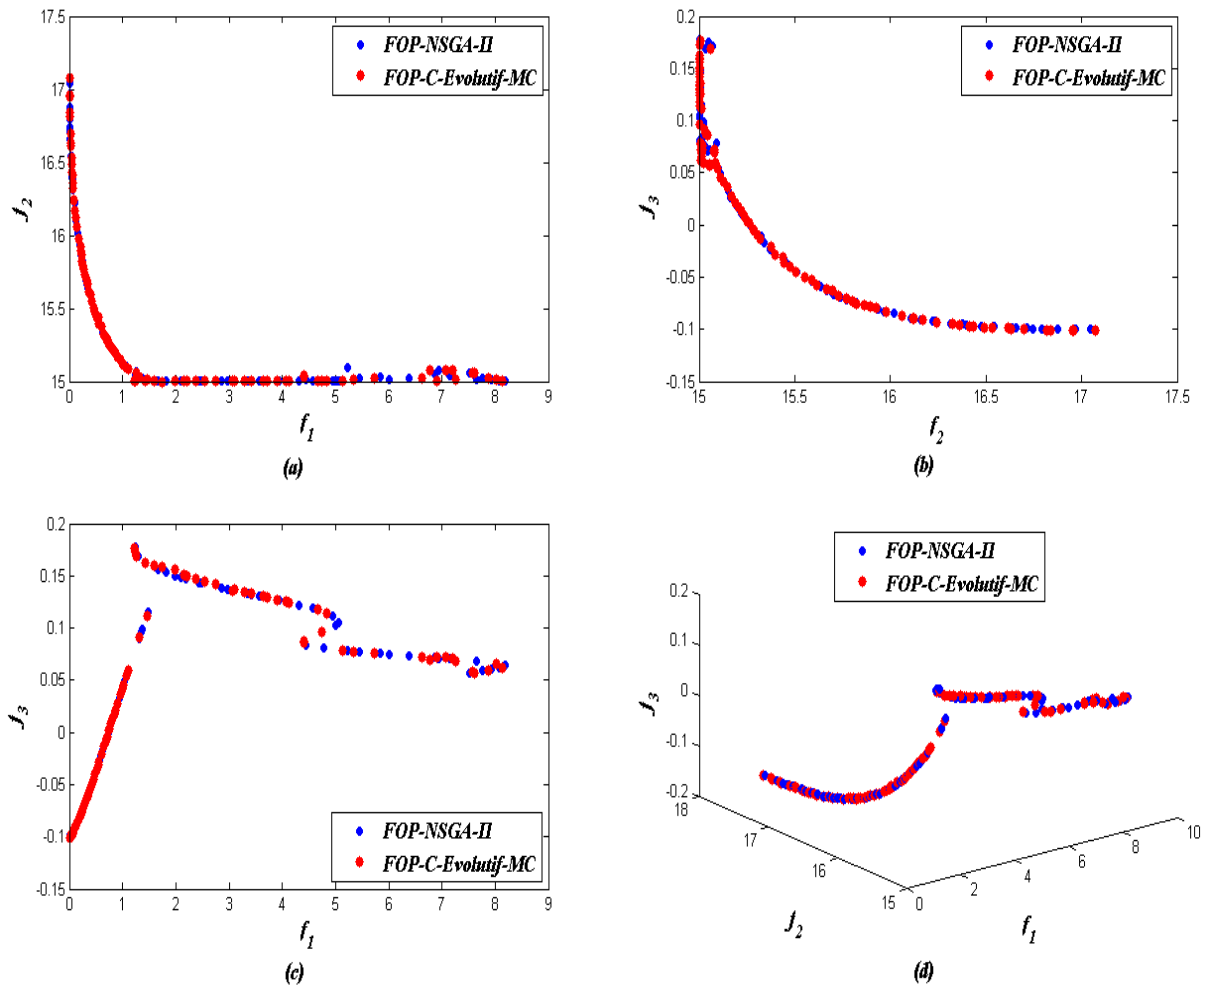 17.5
17
16.5
16
15.5
15
0 1 2 3 4 5 6 7 8 9
f2
f1
FOP-NSGA-II
FOP-C-Evolutif-MC
(a)
0.2
0.15
0.1
0.05
0
-0.05
-0.1
-0.15
15 15.5 16 16.5 17 17.5
f3
f2
FOP-NSGA-II
FOP-C-Evolutif-MC
(b)
0.2
0.15
0.1
0.05
0
-0.05
-0.1
-0.15
0 1 2 3 4 5 6 7 8 9
f3
f1
FOP-NSGA-II
FOP-C-Evolutif-MC
(c)
FOP-NSGA-II
FOP-C-Evolutif-MC
0.2
0.2
0.1
0
-0.1
-0.2
18
17
16
15
0
2
4
6
8
10
f3
f2
f1
(d)